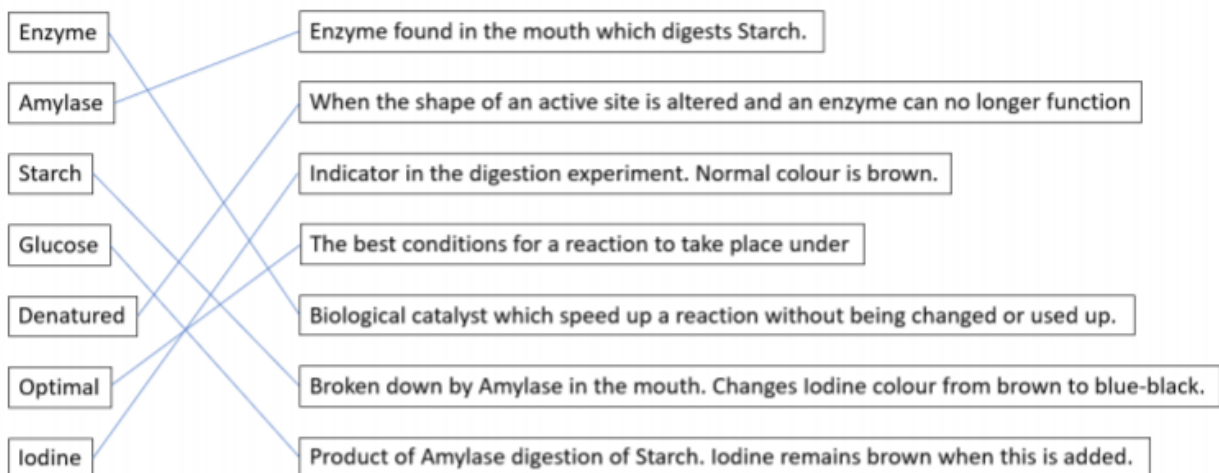 Enzyme
Enzyme found in the mouth which digests Starch.
Amylase
When the shape of an active site is altered and an enzyme can no longer function
Starch
Indicator in the digestion experiment. Normal colour is brown.
Glucose
The best conditions for a reaction to take place under
Denatured
Biological catalyst which speed up a reaction without being changed or used up.
Optimal
Broken down by Amylase in the mouth. Changes Iodine colour from brown to blue-black.
Iodine
Product of Amylase digestion of Starch. Iodine remains brown when this is added.